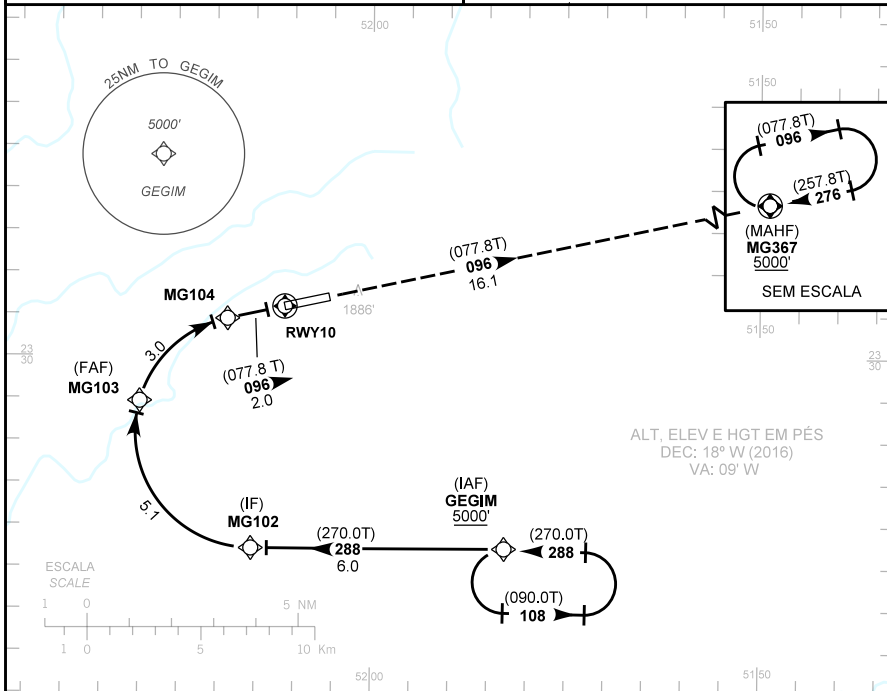 52 00
51 50
25NM TO GEGIM
5000'
GEGIM
51 50
(077.8T)
096
(257.8T)
276
(MAHF)
MG367
5000'
SEM ESCALA
51 50
(077.8T)
096
16.1
MG104
1886'
RWY10
23
30
23
30
3.0
(FAF)
MG103
(077.8 T)
096
2.0
ALT, ELEV E HGT EM PÉS
DEC: 18º W (2016)
VA: 09' W
5.1
(IF)
MG102
(270.0T)
288
6.0
(IAF)
GEGIM
5000'
(270.0T)
288
(090.0T)
108
ESCALA
SCALE
1 0 5 NM
1 0 5 10 Km
52 00
51 50